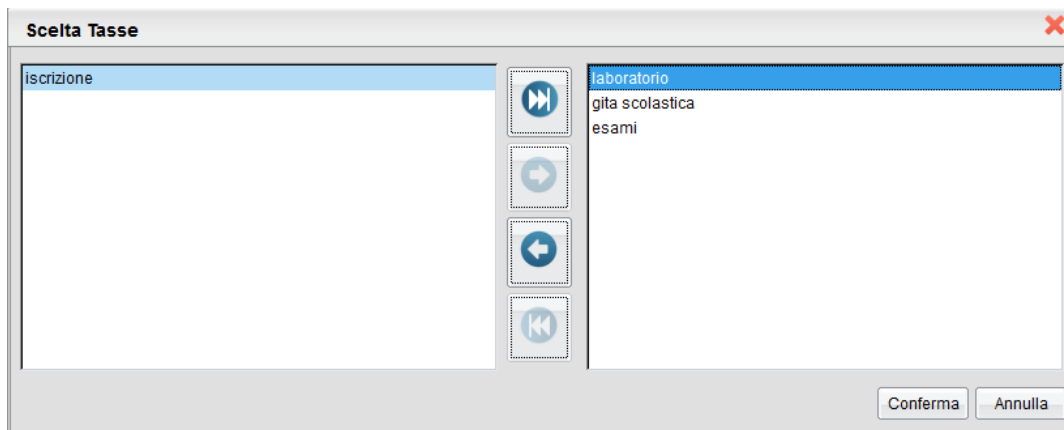 Scelta Tasse
iscrizione
laboratorio
gita scolastica
esami
Conferma
Annulla